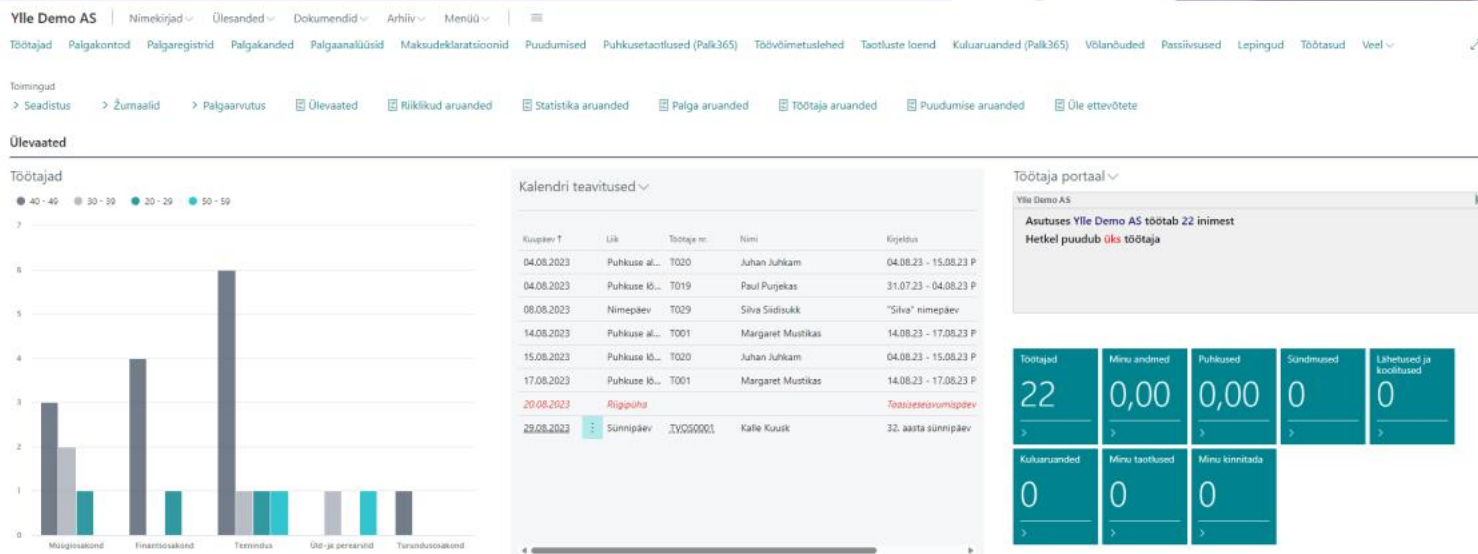 Ylle Demo AS Nimekirjad Ülesanded Dokumendid Arhiiv Menüü
Töötajad Palgakontod Palgaregistrid Palgakanded Palgaanalüüsid Maksudeklaratsioonid Puudumised Puhkusetaotlused (Palk365) Töövõimetuslehed Taotluste loend Kuluaruanded (Palk365) Võlanõuded Passiivsused Lepingud Töötasud Veel
Toimingud
> Seadistus > Žurnaalid > Palgaarvutus Ülevaated Riiklikud aruanded Statistika aruanded Palga aruanded Töötaja aruanded Puudumise aruanded Üle ettevõtete
Ülevaated
Töötajad
40 - 49 30 - 39 20 - 29 50 - 59
7
6
5
4
3
2
1
0
Müügiosakond Finantsosakond Teenindus Üld- ja perearstid Turundusosakond
Kalendri teavitused
Kuupäev ↑ Liik Töötaja nr. Nimi Kirjeldus
04.08.2023 Puhkuse al... T020 Juhan Juhkam 04.08.23 - 15.08.23 P
04.08.2023 Puhkuse lõ... T019 Paul Purjekas 31.07.23 - 04.08.23 P
08.08.2023 Nimepäev T029 Silva Siidisukk "Silva" nimepäev
14.08.2023 Puhkuse al... T001 Margaret Mustikas 14.08.23 - 17.08.23 P
15.08.2023 Puhkuse lõ... T020 Juhan Juhkam 04.08.23 - 15.08.23 P
17.08.2023 Puhkuse lõ... T001 Margaret Mustikas 14.08.23 - 17.08.23 P
20.08.2023 Riigipüha Taasiseseisvumispäev
29.08.2023 Sünnipäev TVOS0001 Kalle Kuusk 32. aasta sünnipäev
Töötaja portaal
Ylle Demo AS
Asutuses Ylle Demo AS töötab 22 inimest
Hetkel puudub üks töötaja
Töötajad Minu andmed Puhkused Sündmused Lähetused ja
koolitused
22 0,00 0,00 0 0
Kuluaruanded Minu taotlused Minu kinnitada
0 0 0